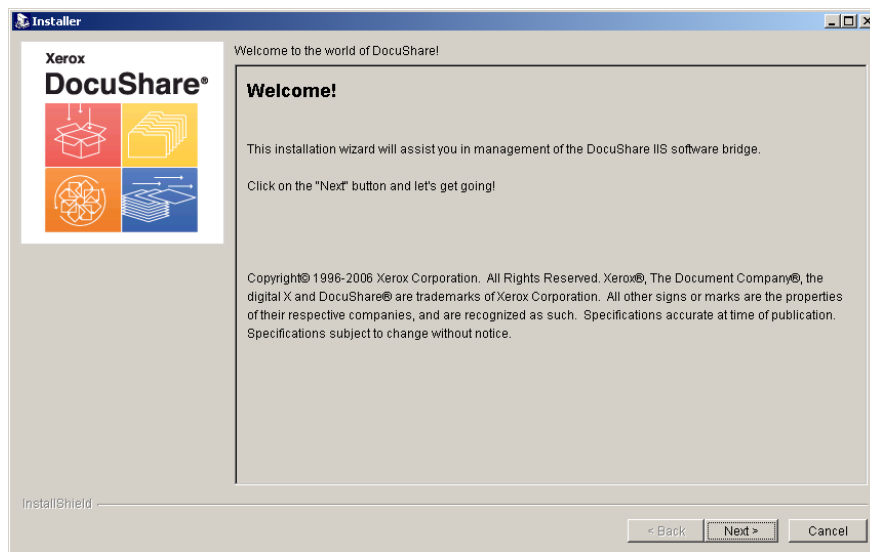 Installer
Xerox
DocuShare®
Welcome to the world of DocuShare!
Welcome!
This installation wizard will assist you in management of the DocuShare IIS software bridge.
Click on the "Next" button and let's get going!
Copyright© 1996-2006 Xerox Corporation. All Rights Reserved. Xerox®, The Document Company®, the
digital X and DocuShare® are trademarks of Xerox Corporation. All other signs or marks are the properties
of their respective companies, and are recognized as such. Specifications accurate at time of publication.
Specifications subject to change without notice.
InstallShield
< Back Next > Cancel